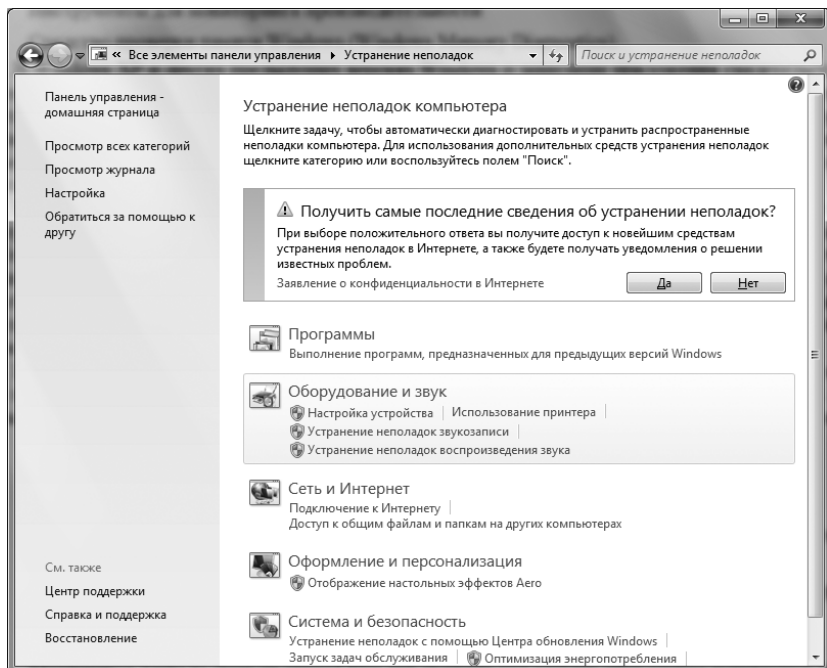 Все элементы панели управления Устранение неполадок
Поиск и устранение неполадок
Панель управления -
домашняя страница
Просмотр всех категорий
Просмотр журнала
Настройка
Обратиться за помощью к
другу
См. также
Центр поддержки
Справка и поддержка
Восстановление
Устранение неполадок компьютера
Щелкните задачу, чтобы автоматически диагностировать и устранить распространенные
неполадки компьютера. Для использования дополнительных средств устранения неполадок
щелкните категорию или воспользуйтесь полем "Поиск".
Получить самые последние сведения об устранении неполадок?
При выборе положительного ответа вы получите доступ к новейшим средствам
устранения неполадок в Интернете, а также будете получать уведомления о решении
известных проблем.
Заявление о конфиденциальности в Интернете Да Нет
Программы
Выполнение программ, предназначенных для предыдущих версий Windows
Оборудование и звук
Настройка устройства Использование принтера
Устранение неполадок звукозаписи
Устранение неполадок воспроизведения звука
Сеть и Интернет
Подключение к Интернету
Доступ к общим файлам и папкам на других компьютерах
Оформление и персонализация
Отображение настольных эффектов Aero
Система и безопасность
Устранение неполадок с помощью Центра обновления Windows
Запуск задач обслуживания Оптимизация энергопотребления